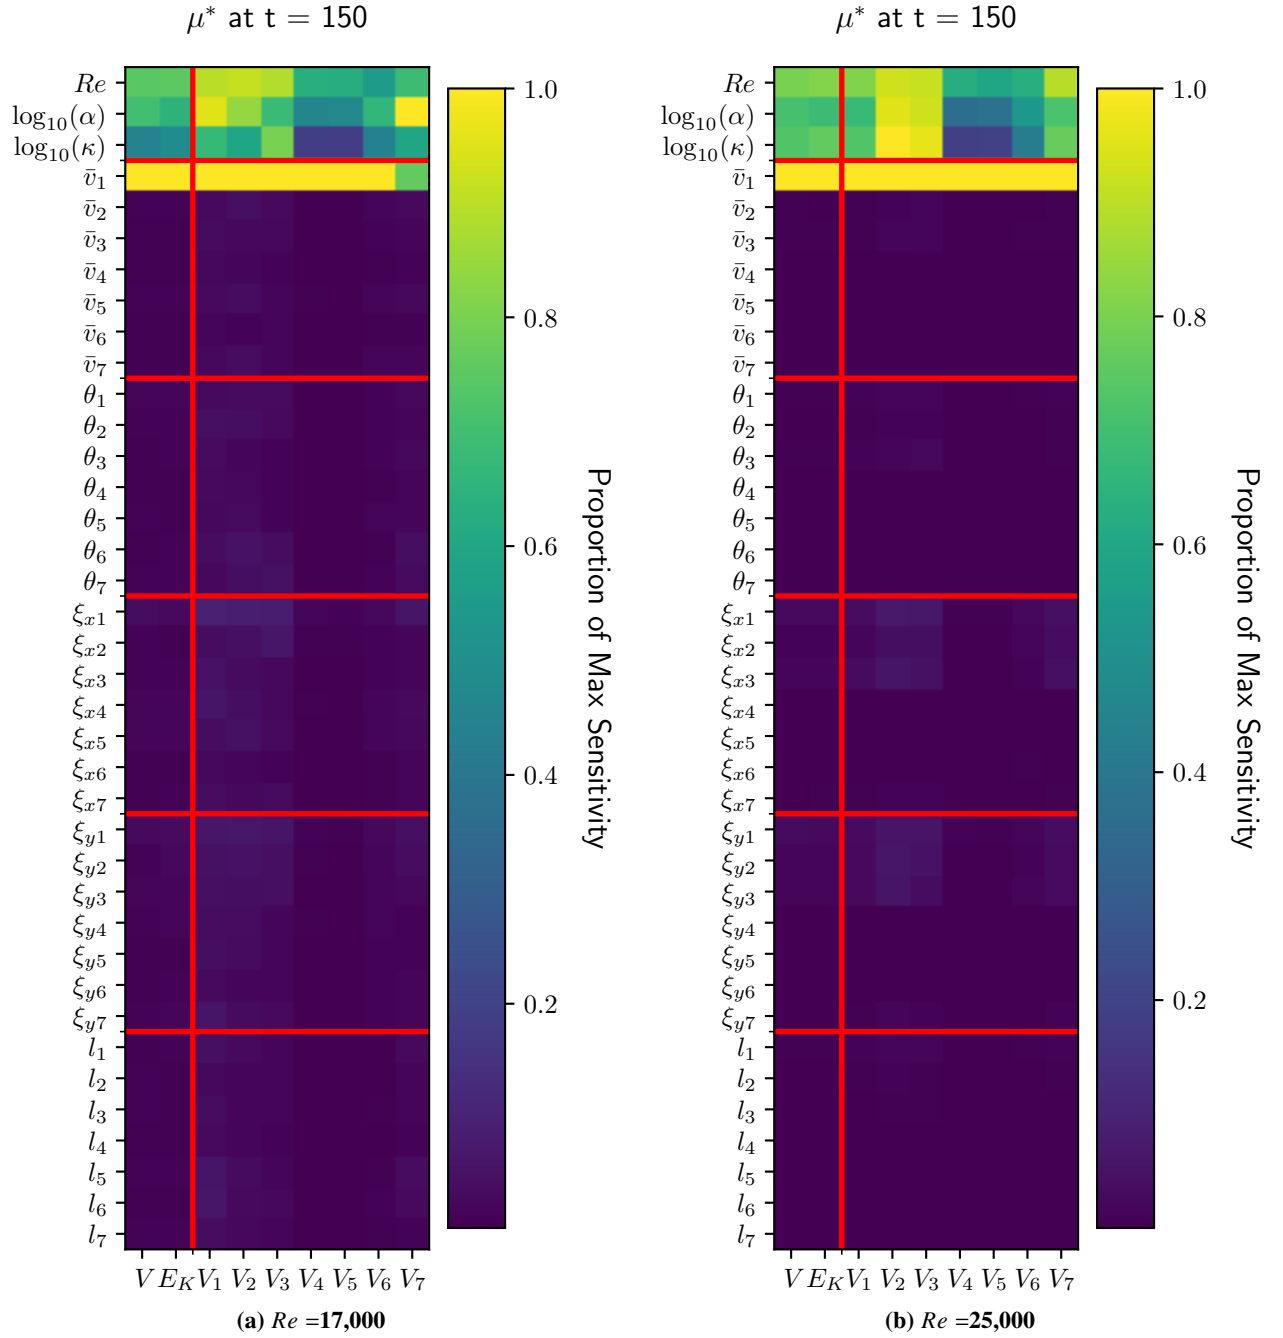 μ* at t = 150
Re
log₁₀(α)
log₁₀(κ)
v̄₁
v̄₂
v̄₃
v̄₄
v̄₅
v̄₆
v̄₇
θ₁
θ₂
θ₃
θ₄
θ₅
θ₆
θ₇
ξₓ₁
ξₓ₂
ξₓ₃
ξₓ₄
ξₓ₅
ξₓ₆
ξₓ₇
ξy₁
ξy₂
ξy₃
ξy₄
ξy₅
ξy₆
ξy₇
l₁
l₂
l₃
l₄
l₅
l₆
l₇
V E_K V₁ V₂ V₃ V₄ V₅ V₆ V₇
1.0
0.8
0.6
0.4
0.2
Proportion of Max Sensitivity
(a) Re =17,000
μ* at t = 150
Re
log₁₀(α)
log₁₀(κ)
v̄₁
v̄₂
v̄₃
v̄₄
v̄₅
v̄₆
v̄₇
θ₁
θ₂
θ₃
θ₄
θ₅
θ₆
θ₇
ξₓ₁
ξₓ₂
ξₓ₃
ξₓ₄
ξₓ₅
ξₓ₆
ξₓ₇
ξy₁
ξy₂
ξy₃
ξy₄
ξy₅
ξy₆
ξy₇
l₁
l₂
l₃
l₄
l₅
l₆
l₇
V E_K V₁ V₂ V₃ V₄ V₅ V₆ V₇
1.0
0.8
0.6
0.4
0.2
Proportion of Max Sensitivity
(b) Re =25,000